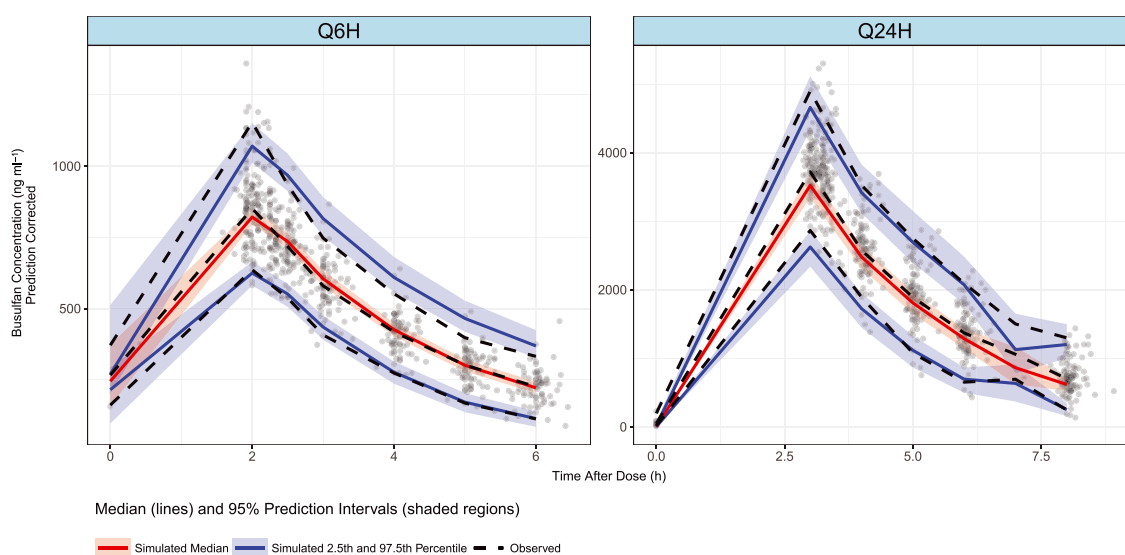 Q6H
Q24H
Busulfan Concentration (ng ml⁻¹)
Prediction Corrected
1000
500
0
2
4
6
4000
2000
0
0.0
2.5
5.0
7.5
Time After Dose (h)
Median (lines) and 95% Prediction Intervals (shaded regions)
Simulated Median Simulated 2.5th and 97.5th Percentile Observed